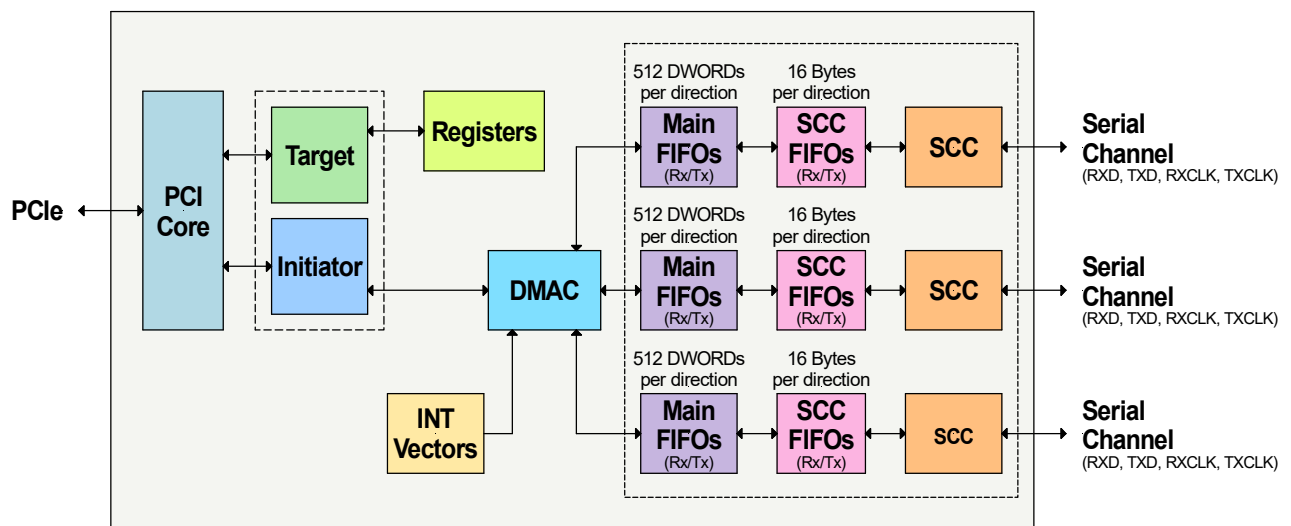 PCIe
PCI
Core
Target
Initiator
Registers
DMAC
INT
Vectors
512 DWORDs
per direction
Main
FIFOs
(Rx/Tx)
16 Bytes
per direction
SCC
FIFOs
(Rx/Tx)
SCC
Serial
Channel
(RXD, TXD, RXCLK, TXCLK)
512 DWORDs
per direction
Main
FIFOs
(Rx/Tx)
16 Bytes
per direction
SCC
FIFOs
(Rx/Tx)
SCC
Serial
Channel
(RXD, TXD, RXCLK, TXCLK)
512 DWORDs
per direction
Main
FIFOs
(Rx/Tx)
16 Bytes
per direction
SCC
FIFOs
(Rx/Tx)
SCC
Serial
Channel
(RXD, TXD, RXCLK, TXCLK)